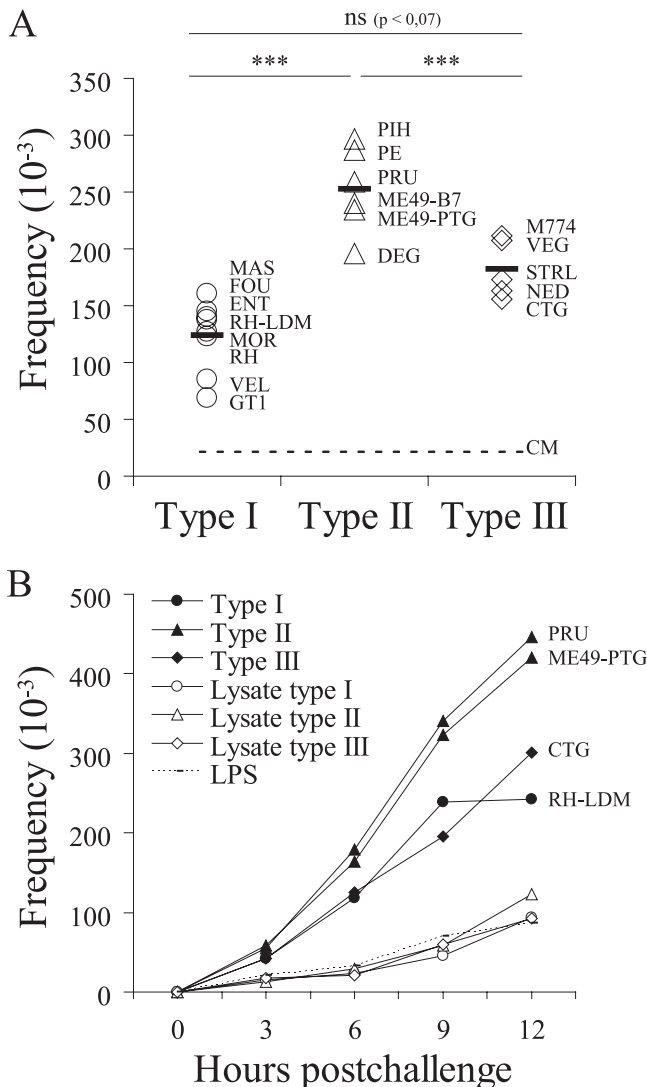 A
ns (p < 0,07)
*** ***
Frequency (10-3)
350
300
250
200
150
100
50
0
MAS
FOU
ENT
RH-LDM
MOR
RH
VEL
GT1
PIH
PE
PRU
ME49-B7
ME49-PTG
DEG
M774
VEG
STRL
NED
CTG
CM
Type I Type II Type III
B
Frequency (10-3)
500
400
300
200
100
0
Type I
Type II
Type III
Lysate type I
Lysate type II
Lysate type III
LPS
PRU
ME49-PTG
CTG
RH-LDM
0 3 6 9 12
Hours postchallenge